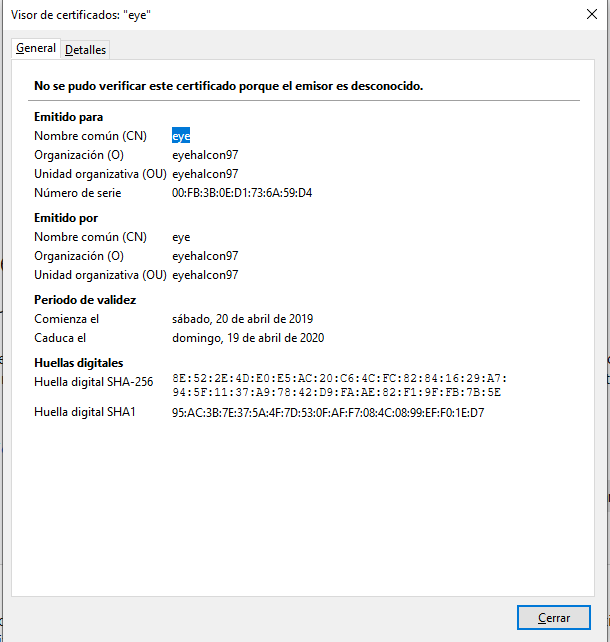 Visor de certificados: "eye"
General Detalles
No se pudo verificar este certificado porque el emisor es desconocido.
Emitido para
Nombre común (CN) eye
Organización (O) eyehalcon97
Unidad organizativa (OU) eyehalcon97
Número de serie 00:FB:3B:0E:D1:73:6A:59:D4
Emitido por
Nombre común (CN) eye
Organización (O) eyehalcon97
Unidad organizativa (OU) eyehalcon97
Periodo de validez
Comienza el sábado, 20 de abril de 2019
Caduca el domingo, 19 de abril de 2020
Huellas digitales
Huella digital SHA-256 8E:52:2E:4D:E0:E5:AC:20:C6:4C:FC:82:84:16:29:A7:
94:5F:11:37:A9:78:42:D9:FA:AE:82:F1:9F:FB:7B:5E
Huella digital SHA1 95:AC:3B:7E:37:5A:4F:7D:53:0F:AF:F7:08:4C:08:99:EF:F0:1E:D7
Cerrar